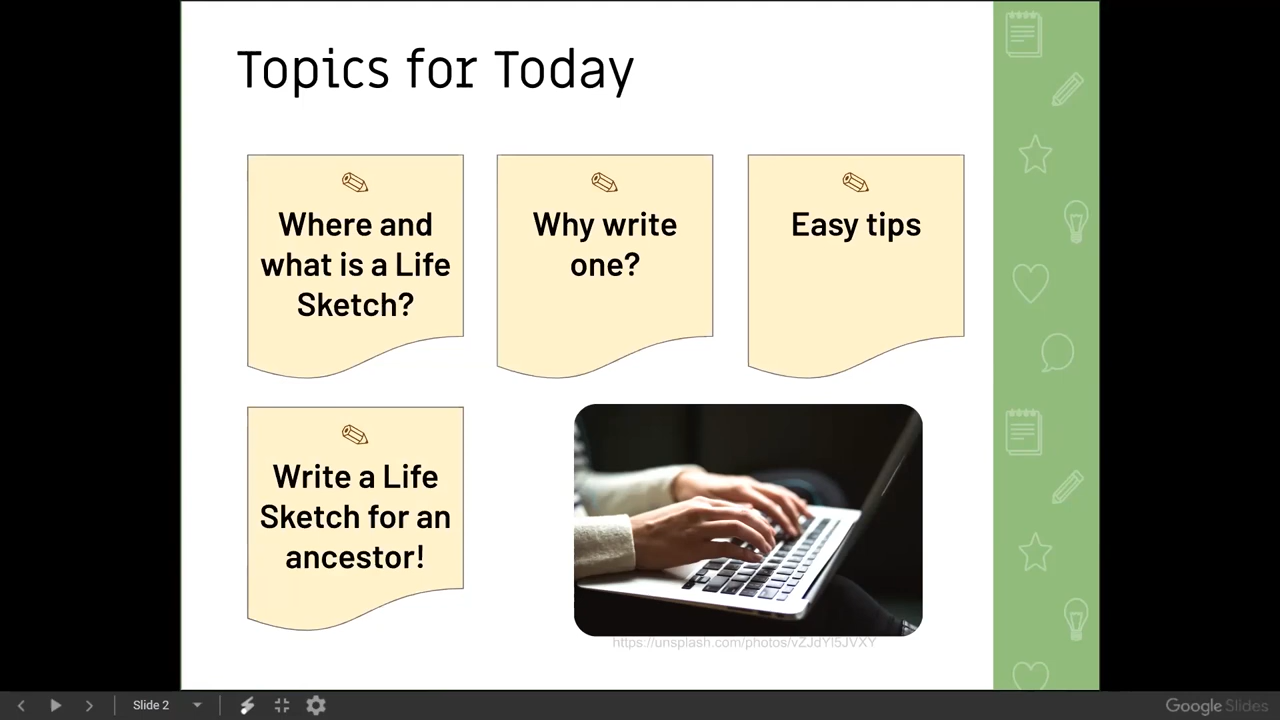 Topics for Today
Where and
what is a Life
Sketch?
Why write
one?
Easy tips
Write a Life
Sketch for an
ancestor!
https://unsplash.com/photos/vZJdYl5JVXY
Slide 2
Google Slides